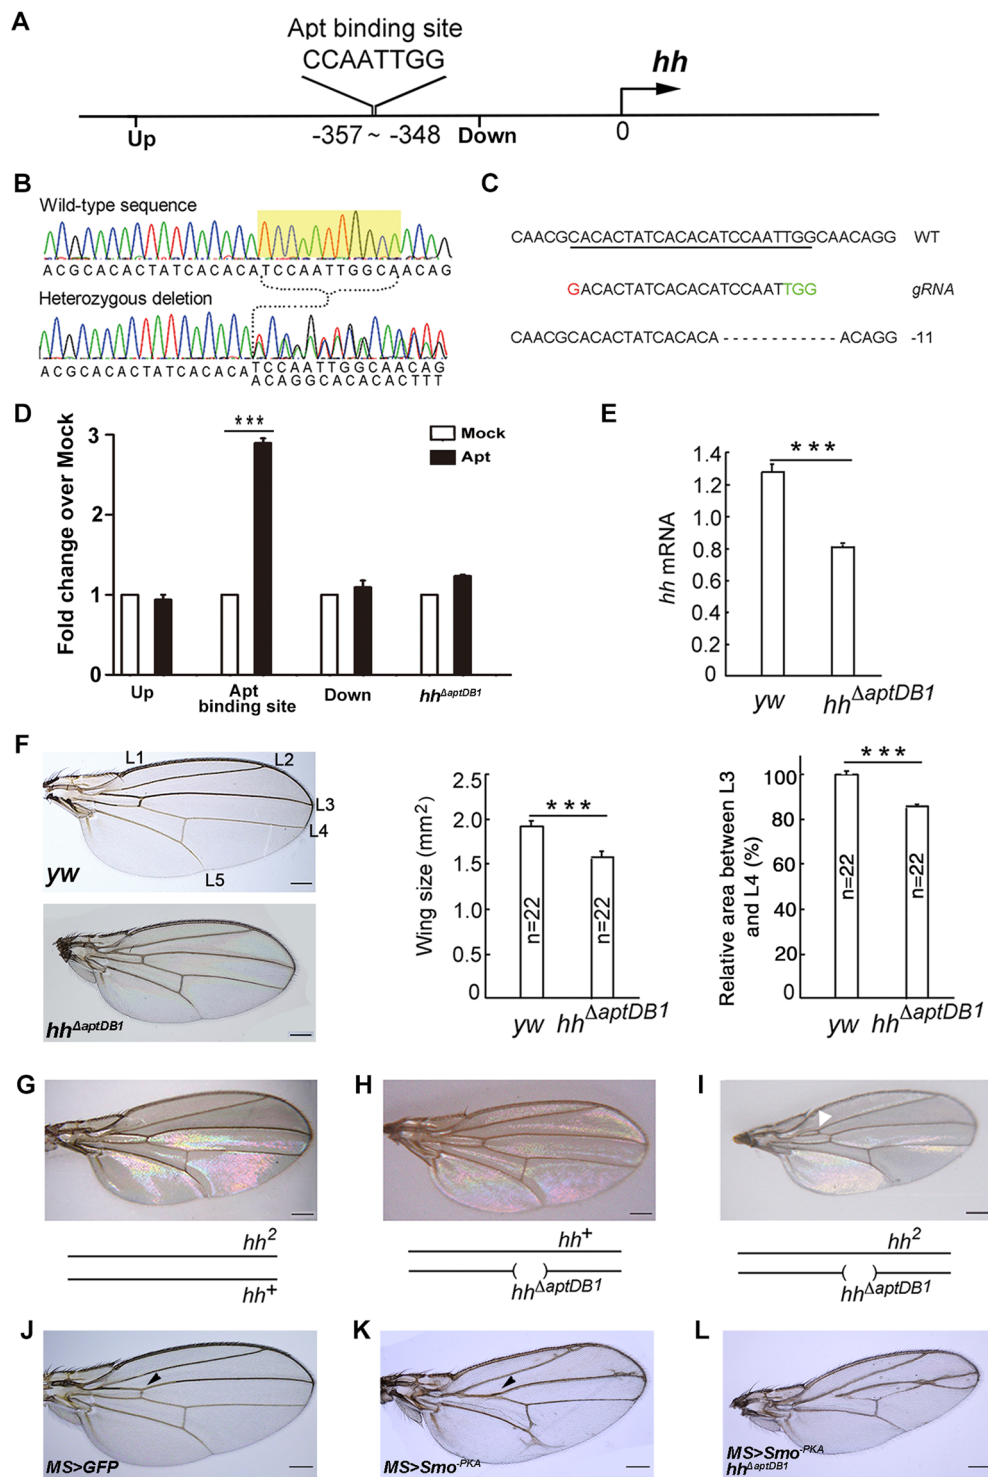 A
Apt binding site
CCAATTGG
hh
Up
-357 ~ -348
Down
0
B
Wild-type sequence
ACGCACACTATCACACATCCAATTGGCAACAG
Heterozygous deletion
ACGCACACTATCACACATCCAATTGGCAACAG
ACAGGCACACACTTT
C
CAACGCACACTATCACACATCCAATTGGCAACAGG WT
GACACTATCACACATCCAATTGG gRNA
CAACGCACACTATCACACA - - - - - - - - - - - ACAGG -11
D
Fold change over Mock
3
2
1
0
***
Mock
Apt
Up
Apt binding site
Down
hhΔaptDB1
E
hh mRNA
1.4
1.2
1.0
0.8
0.6
0.4
0.2
0
***
yw
hhΔaptDB1
F
L1
L2
L3
L4
L5
yw
hhΔaptDB1
Wing size (mm2)
2.5
2.0
1.5
1.0
0.5
0
***
n=22
n=22
yw
hhΔaptDB1
Relative area between L3 and L4 (%)
100
80
60
40
20
0
***
n=22
n=22
yw
hhΔaptDB1
G
hh2
hh+
H
hh+
hhΔaptDB1
I
hh2
hhΔaptDB1
J
MS>GFP
K
MS>Smo-PKA
L
MS>Smo-PKA
hhΔaptDB1